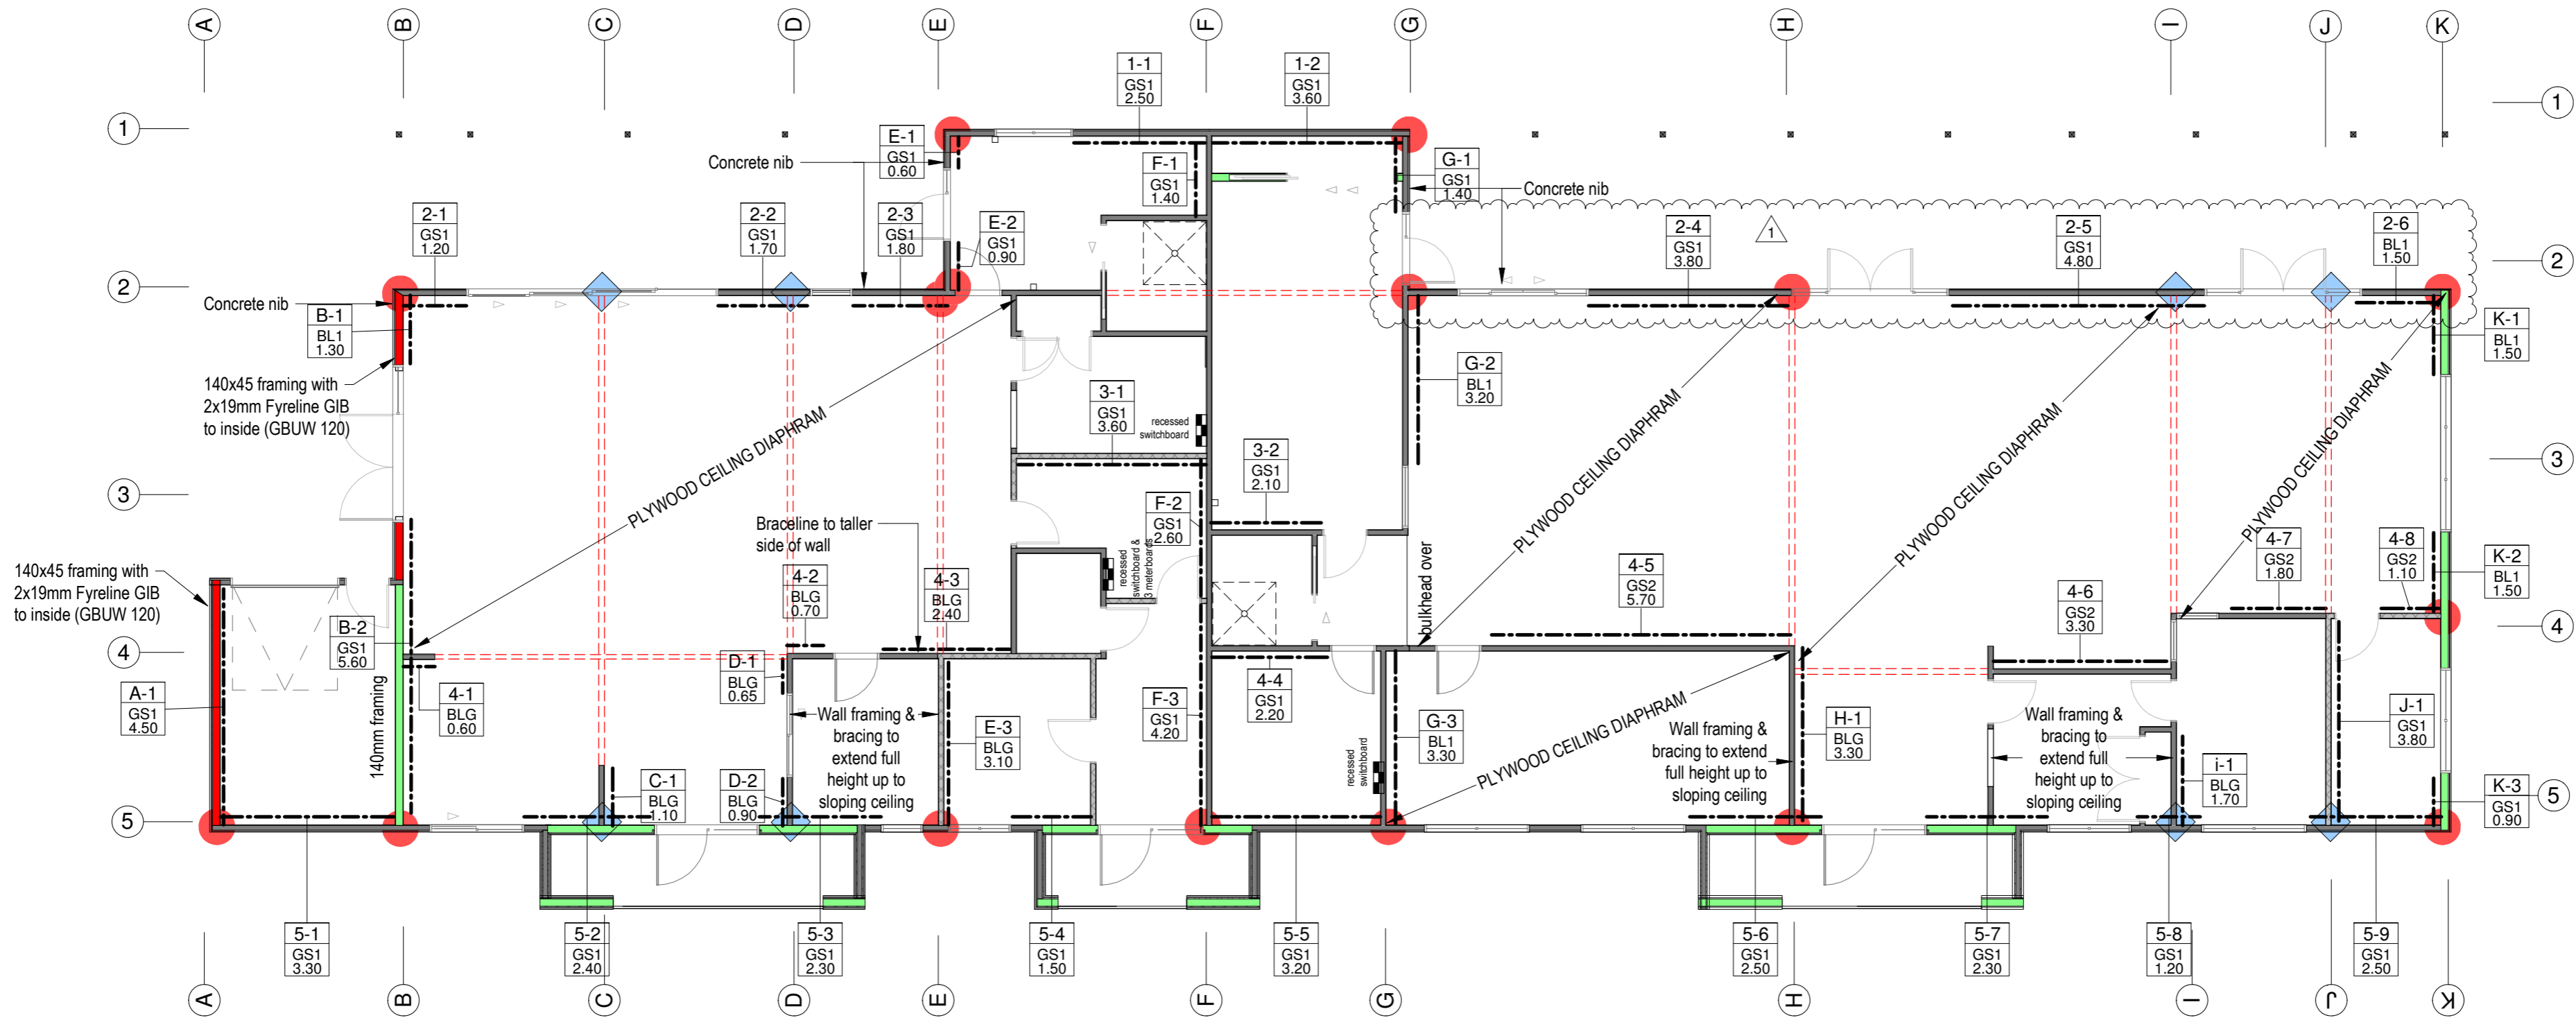 A
B
C
D
E
F
G
H
I
J
K
1-1
GS1
2.50
1-2
GS1
3.60
1
1
E-1
GS1
0.60
Concrete nib
F-1
GS1
1.40
G-1
GS1
1.40
Concrete nib
2-1
GS1
1.20
2-2
GS1
1.70
2-3
GS1
1.80
E-2
GS1
0.90
2-4
GS1
3.80
1
2-5
GS1
4.80
2-6
BL1
1.50
2
2
Concrete nib
B-1
BL1
1.30
K-1
BL1
1.50
140x45 framing with
2x19mm Fyreline GIB
to inside (GBUW 120)
G-2
BL1
3.20
3-1
GS1
3.60
recessed
switchboard
PLYWOOD CEILING DIAPHRAM
PLYWOOD CEILING DIAPHRAM
PLYWOOD CEILING DIAPHRAM
PLYWOOD CEILING DIAPHRAM
3-2
GS1
2.10
3
3
F-2
GS1
2.60
Braceline to taller
side of wall
recessed
switchboard &
3 meterboards
140x45 framing with
2x19mm Fyreline GIB
to inside (GBUW 120)
4-2
BLG
0.70
4-3
BLG
2.40
bulkhead over
4-5
GS2
5.70
4-6
GS2
3.30
4-7
GS2
1.80
4-8
GS2
1.10
K-2
BL1
1.50
B-2
GS1
5.60
4
4
A-1
GS1
4.50
140mm framing
4-1
BLG
0.60
D-1
BLG
0.65
Wall framing &
bracing to
extend full
height up to
sloping ceiling
E-3
BLG
3.10
F-3
GS1
4.20
4-4
GS1
2.20
recessed
switchboard
G-3
BL1
3.30
PLYWOOD CEILING DIAPHRAM
Wall framing &
bracing to extend
full height up to
sloping ceiling
H-1
BLG
3.30
Wall framing &
bracing to
extend full
height up to
sloping ceiling
i-1
BLG
1.70
J-1
GS1
3.80
C-1
BLG
1.10
D-2
BLG
0.90
K-3
GS1
0.90
5
5
5-1
GS1
3.30
5-2
GS1
2.40
5-3
GS1
2.30
5-4
GS1
1.50
5-5
GS1
3.20
5-6
GS1
2.50
5-7
GS1
2.30
5-8
GS1
1.20
5-9
GS1
2.50
A
B
C
D
E
F
G
H
I
J
K